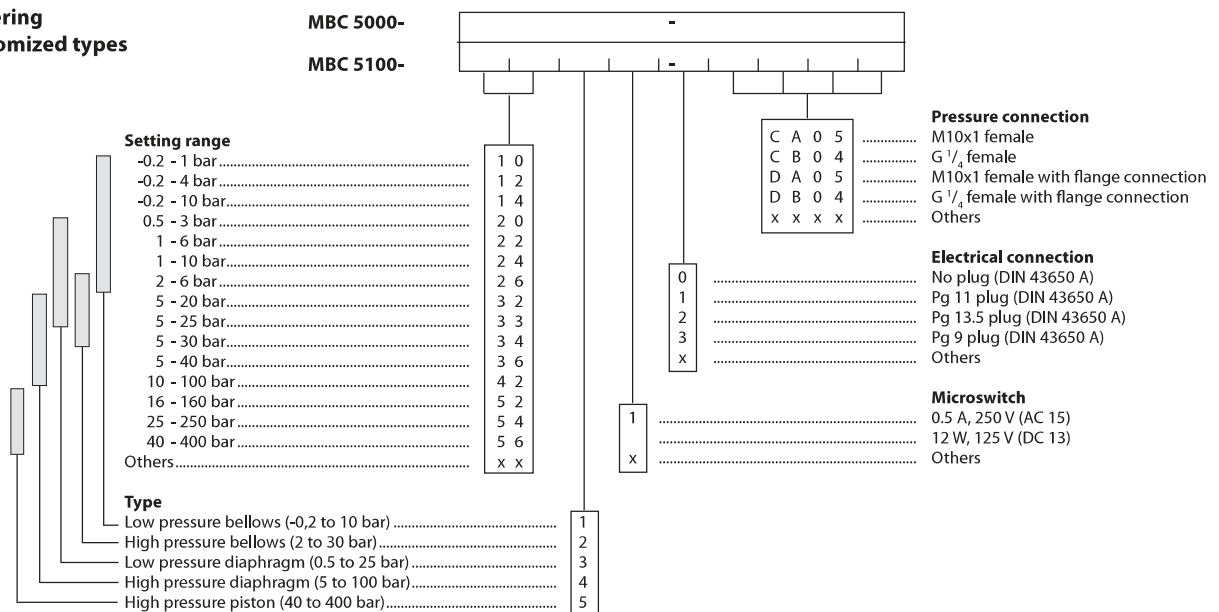 ering
omized types
MBC 5000- -
MBC 5100- -
Setting range
-0.2 - 1 bar 1 0
-0.2 - 4 bar 1 2
-0.2 - 10 bar 1 4
0.5 - 3 bar 2 0
1 - 6 bar 2 2
1 - 10 bar 2 4
2 - 6 bar 2 6
5 - 20 bar 3 2
5 - 25 bar 3 3
5 - 30 bar 3 4
5 - 40 bar 3 6
10 - 100 bar 4 2
16 - 160 bar 5 2
25 - 250 bar 5 4
40 - 400 bar 5 6
Others x x
Type
Low pressure bellows (-0,2 to 10 bar) 1
High pressure bellows (2 to 30 bar) 2
Low pressure diaphragm (0.5 to 25 bar) 3
High pressure diaphragm (5 to 100 bar) 4
High pressure piston (40 to 400 bar) 5
Pressure connection
C A 0 5 M10x1 female
C B 0 4 G 1/4 female
D A 0 5 M10x1 female with flange connection
D B 0 4 G 1/4 female with flange connection
x x x x Others
Electrical connection
0 No plug (DIN 43650 A)
1 Pg 11 plug (DIN 43650 A)
2 Pg 13.5 plug (DIN 43650 A)
3 Pg 9 plug (DIN 43650 A)
x Others
Microswitch
1 0.5 A, 250 V (AC 15)
12 W, 125 V (DC 13)
x Others